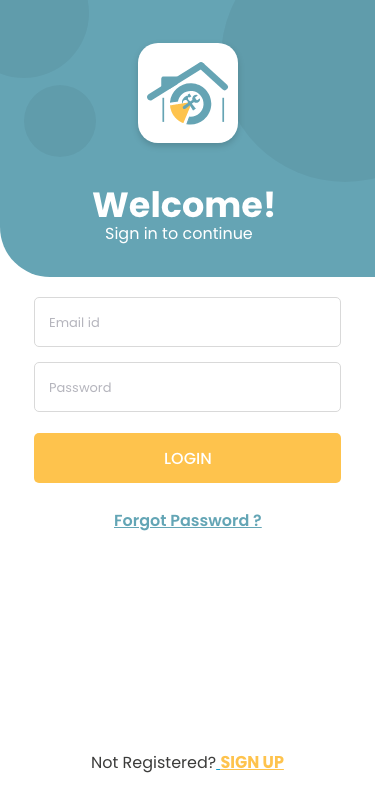 Welcome!
Sign in to continue
Email id
Password
LOGIN
Forgot Password ?
Not Registered? SIGN UP